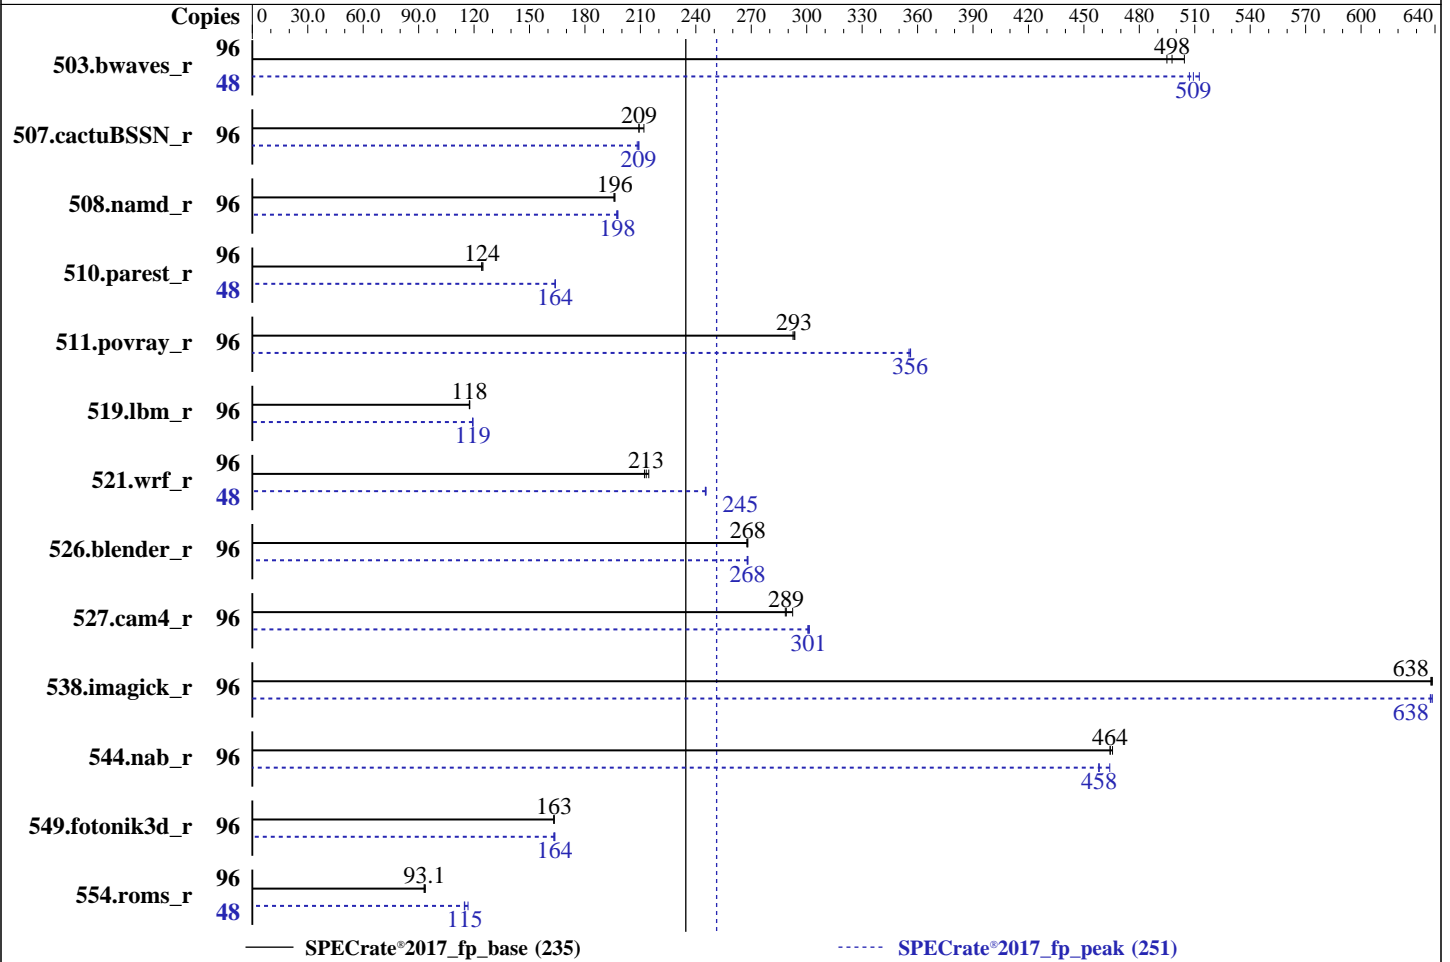 Copies 0 30.0 60.0 90.0 120 150 180 210 240 270 300 330 360 390 420 450 480 510 540 570 600 640
503.bwaves_r 96 498
48 509
507.cactuBSSN_r 96 209
209
508.namd_r 96 196
198
510.parest_r 96 124
48 164
511.povray_r 96 293
356
519.lbm_r 96 118
119
521.wrf_r 96 213
48 245
526.blender_r 96 268
268
527.cam4_r 96 289
301
538.imagick_r 96 638
638
544.nab_r 96 464
458
549.fotonik3d_r 96 163
164
554.roms_r 96 93.1
48 115
SPECrate®2017_fp_base (235) SPECrate®2017_fp_peak (251)